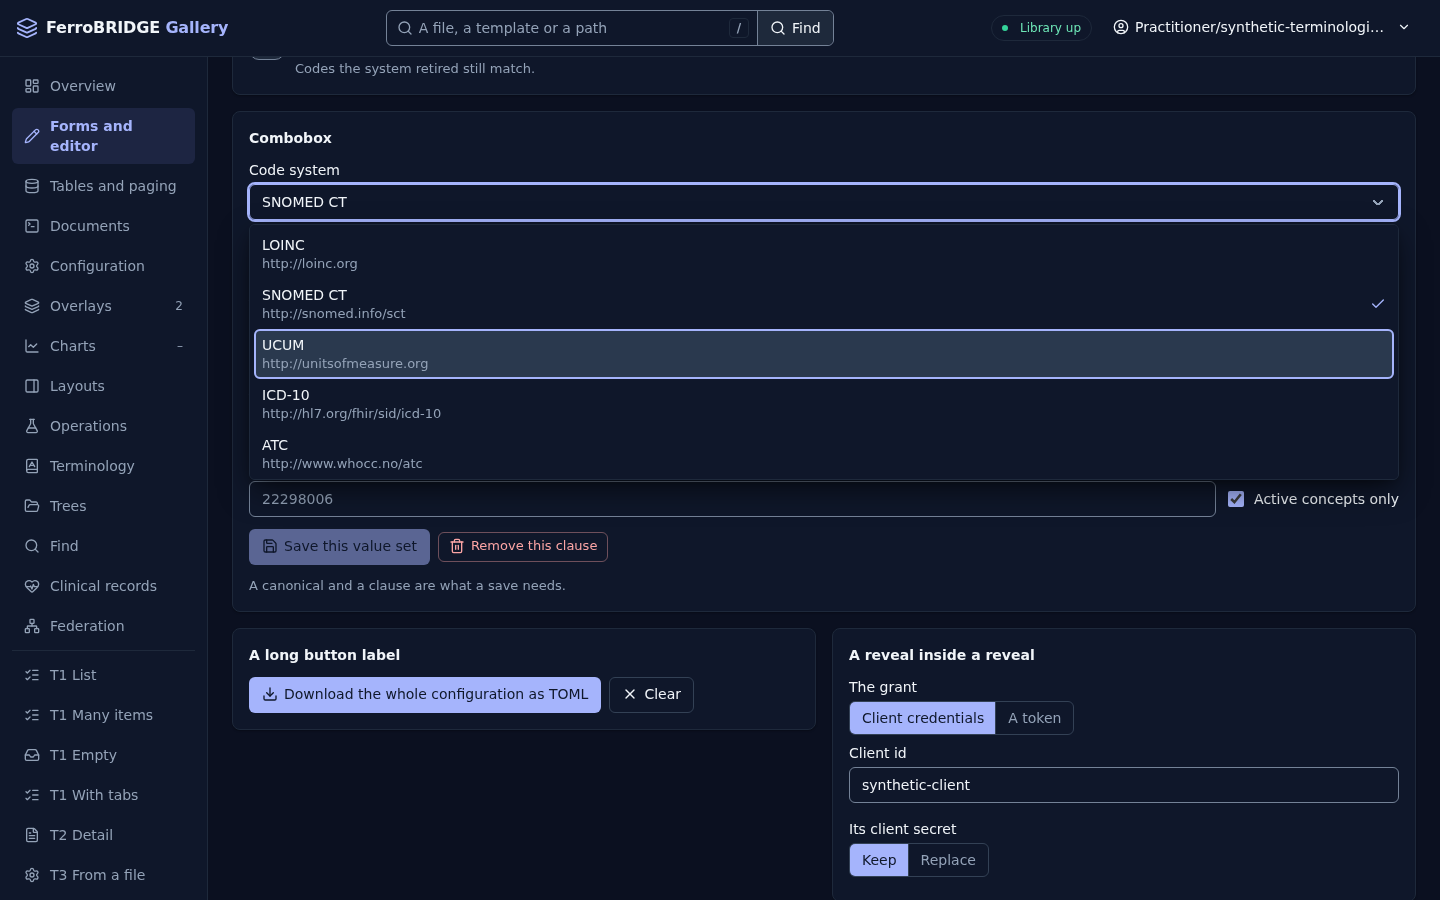 FerroBRIDGE Gallery
A file, a template or a path
/
Find
Library up
Practitioner/synthetic-terminologi…
Overview
Forms and editor
Tables and paging
Documents
Configuration
Overlays 2
Charts –
Layouts
Operations
Terminology
Trees
Find
Clinical records
Federation
T1 List
T1 Many items
T1 Empty
T1 With tabs
T2 Detail
T3 From a file
Codes the system retired still match.
Combobox
Code system
SNOMED CT
LOINC
http://loinc.org
SNOMED CT
http://snomed.info/sct
UCUM
http://unitsofmeasure.org
ICD-10
http://hl7.org/fhir/sid/icd-10
ATC
http://www.whocc.no/atc
22298006
Active concepts only
Save this value set
Remove this clause
A canonical and a clause are what a save needs.
A long button label
Download the whole configuration as TOML
Clear
A reveal inside a reveal
The grant
Client credentials
A token
Client id
synthetic-client
Its client secret
Keep
Replace